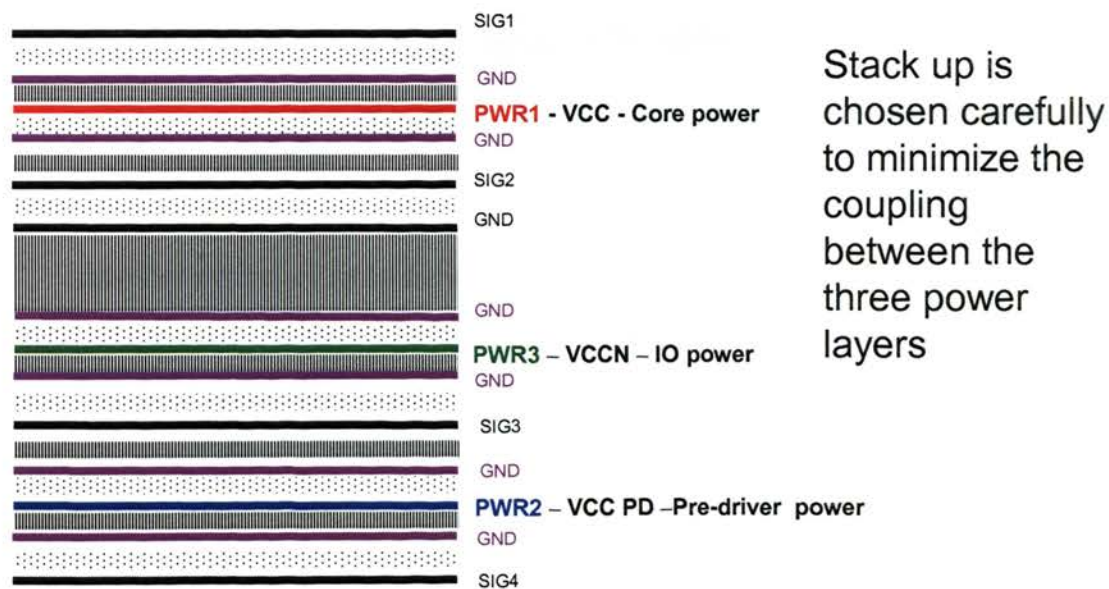 SIG1
GND
PWR1 - VCC - Core power
GND
SIG2
GND
GND
PWR3 – VCCN – IO power
GND
SIG3
GND
PWR2 – VCC PD –Pre-driver power
GND
SIG4
Stack up is
chosen carefully
to minimize the
coupling
between the
three power
layers